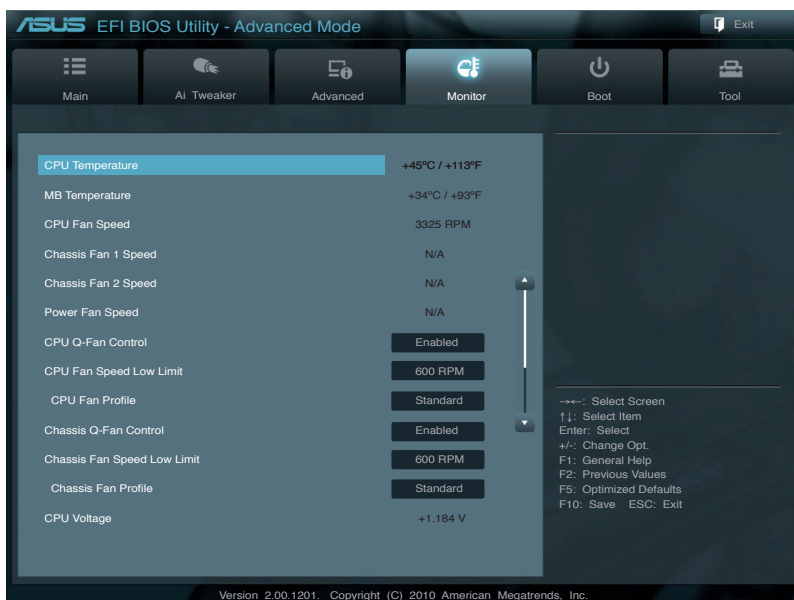 ASUS EFI BIOS Utility - Advanced Mode
Exit
Main
Ai Tweaker
Advanced
Monitor
Boot
Tool
CPU Temperature +45ºC / +113ºF
MB Temperature +34ºC / +93ºF
CPU Fan Speed 3325 RPM
Chassis Fan 1 Speed N/A
Chassis Fan 2 Speed N/A
Power Fan Speed N/A
CPU Q-Fan Control Enabled
CPU Fan Speed Low Limit 600 RPM
CPU Fan Profile Standard
Chassis Q-Fan Control Enabled
Chassis Fan Speed Low Limit 600 RPM
Chassis Fan Profile Standard
CPU Voltage +1.184 V
→←: Select Screen
↑↓: Select Item
Enter: Select
+/-: Change Opt.
F1: General Help
F2: Previous Values
F5: Optimized Defaults
F10: Save ESC: Exit
Version 2.00.1201. Copyright (C) 2010 American Megatrends, Inc.